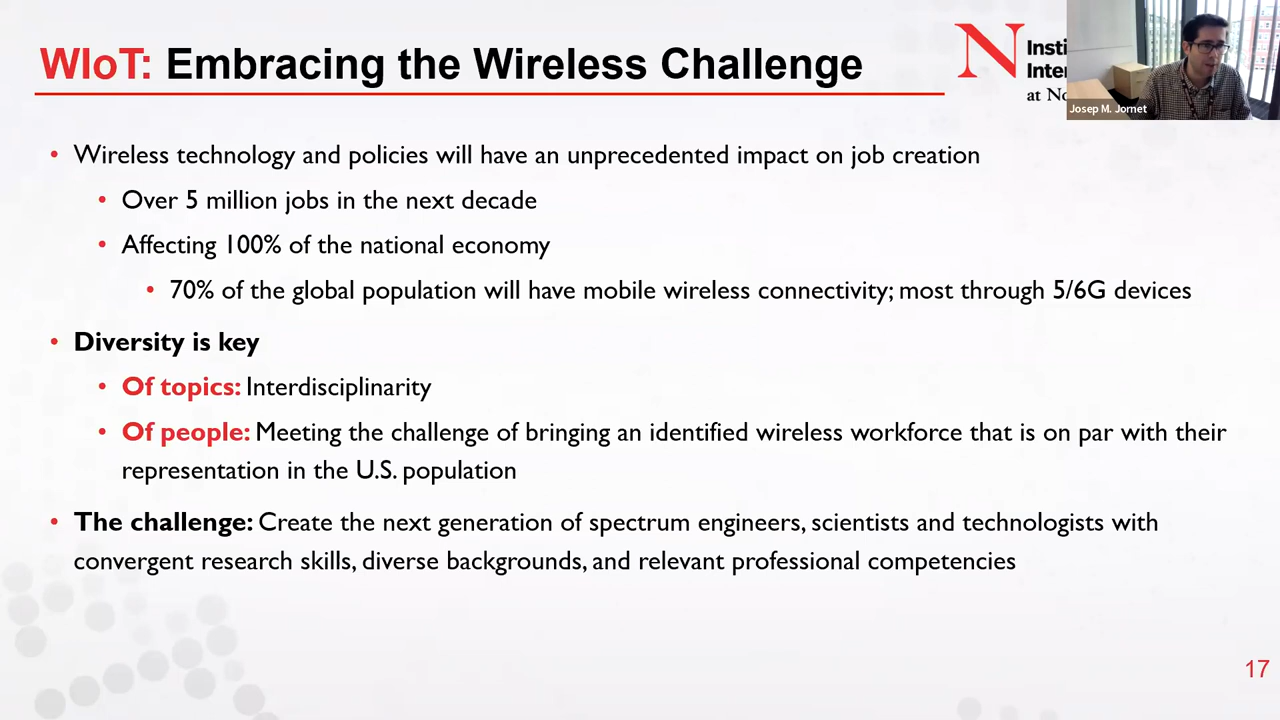 WIoT: Embracing the Wireless Challenge
N
Insti
Inter
at No
Josep M. Jornet
• Wireless technology and policies will have an unprecedented impact on job creation
• Over 5 million jobs in the next decade
• Affecting 100% of the national economy
• 70% of the global population will have mobile wireless connectivity; most through 5/6G devices
• Diversity is key
• Of topics: Interdisciplinarity
• Of people: Meeting the challenge of bringing an identified wireless workforce that is on par with their
representation in the U.S. population
• The challenge: Create the next generation of spectrum engineers, scientists and technologists with
convergent research skills, diverse backgrounds, and relevant professional competencies
17